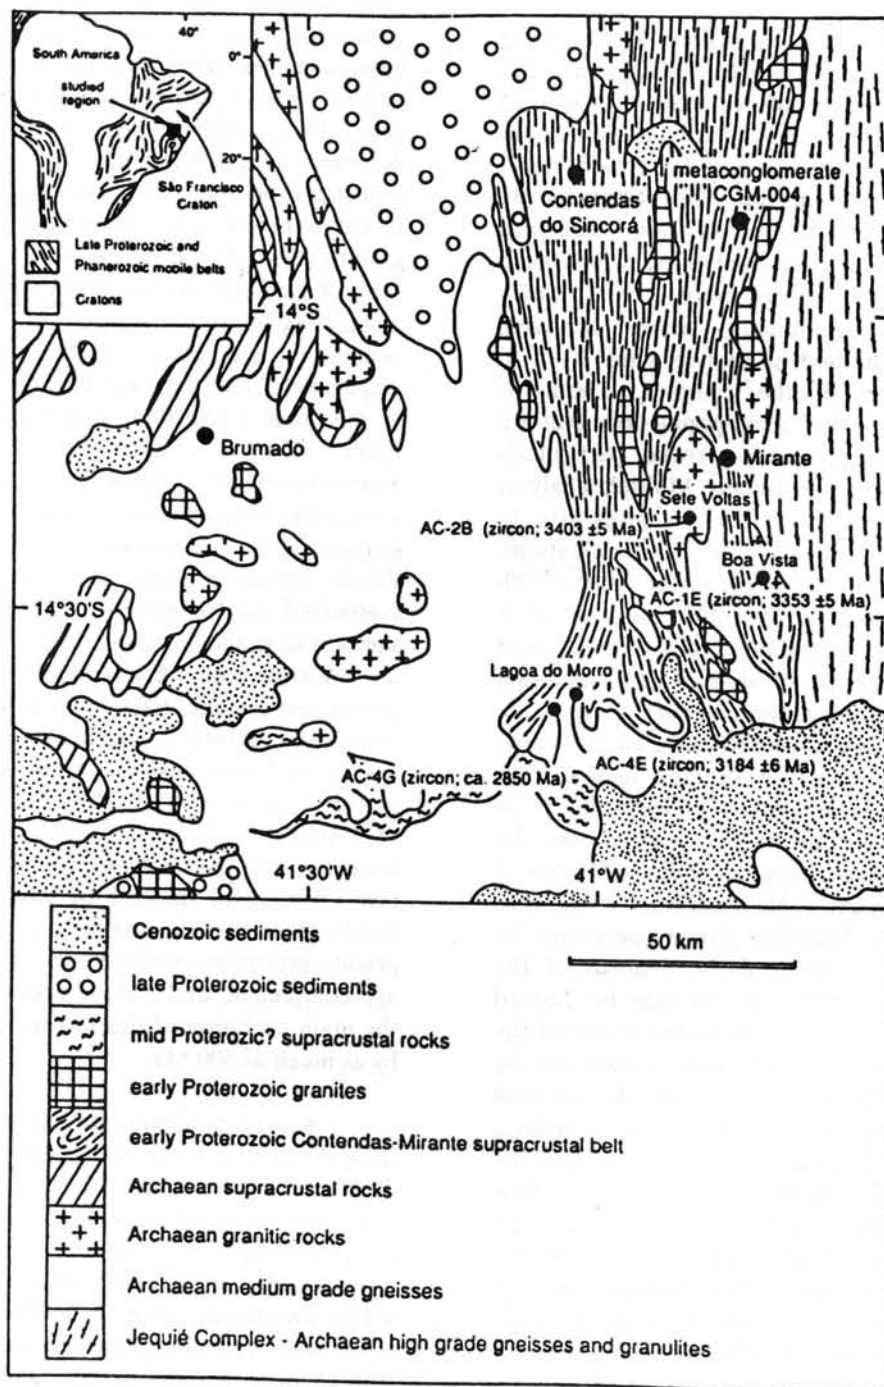 40°
South America
0°
studied
region
20°
São Francisco
Craton
Late Proterozoic and
Phanerozoic mobile belts
Cratons
metaconglomerate
CGM-004
Contendas
do Sincorá
14°S
Brumado
Mirante
Sete Voltas
AC-2B (zircon; 3403 ±5 Ma)
Boa Vista
AC-1E (zircon; 3353 ±5 Ma)
14°30'S
Lagoa do Morro
AC-4G (zircon; ca. 2850 Ma)
AC-4E (zircon; 3184 ±6 Ma)
41°30'W
41°W
50 km
Cenozoic sediments
late Proterozoic sediments
mid Proterozic? supracrustal rocks
early Proterozoic granites
early Proterozoic Contendas-Mirante supracrustal belt
Archaean supracrustal rocks
Archaean granitic rocks
Archaean medium grade gneisses
Jequié Complex - Archaean high grade gneisses and granulites